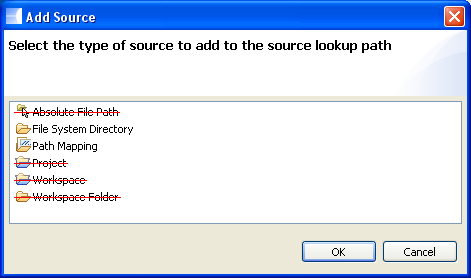 Add Source
Select the type of source to add to the source lookup path
Absolute File Path
File System Directory
Path Mapping
Project
Workspace
Workspace Folder
OK
Cancel